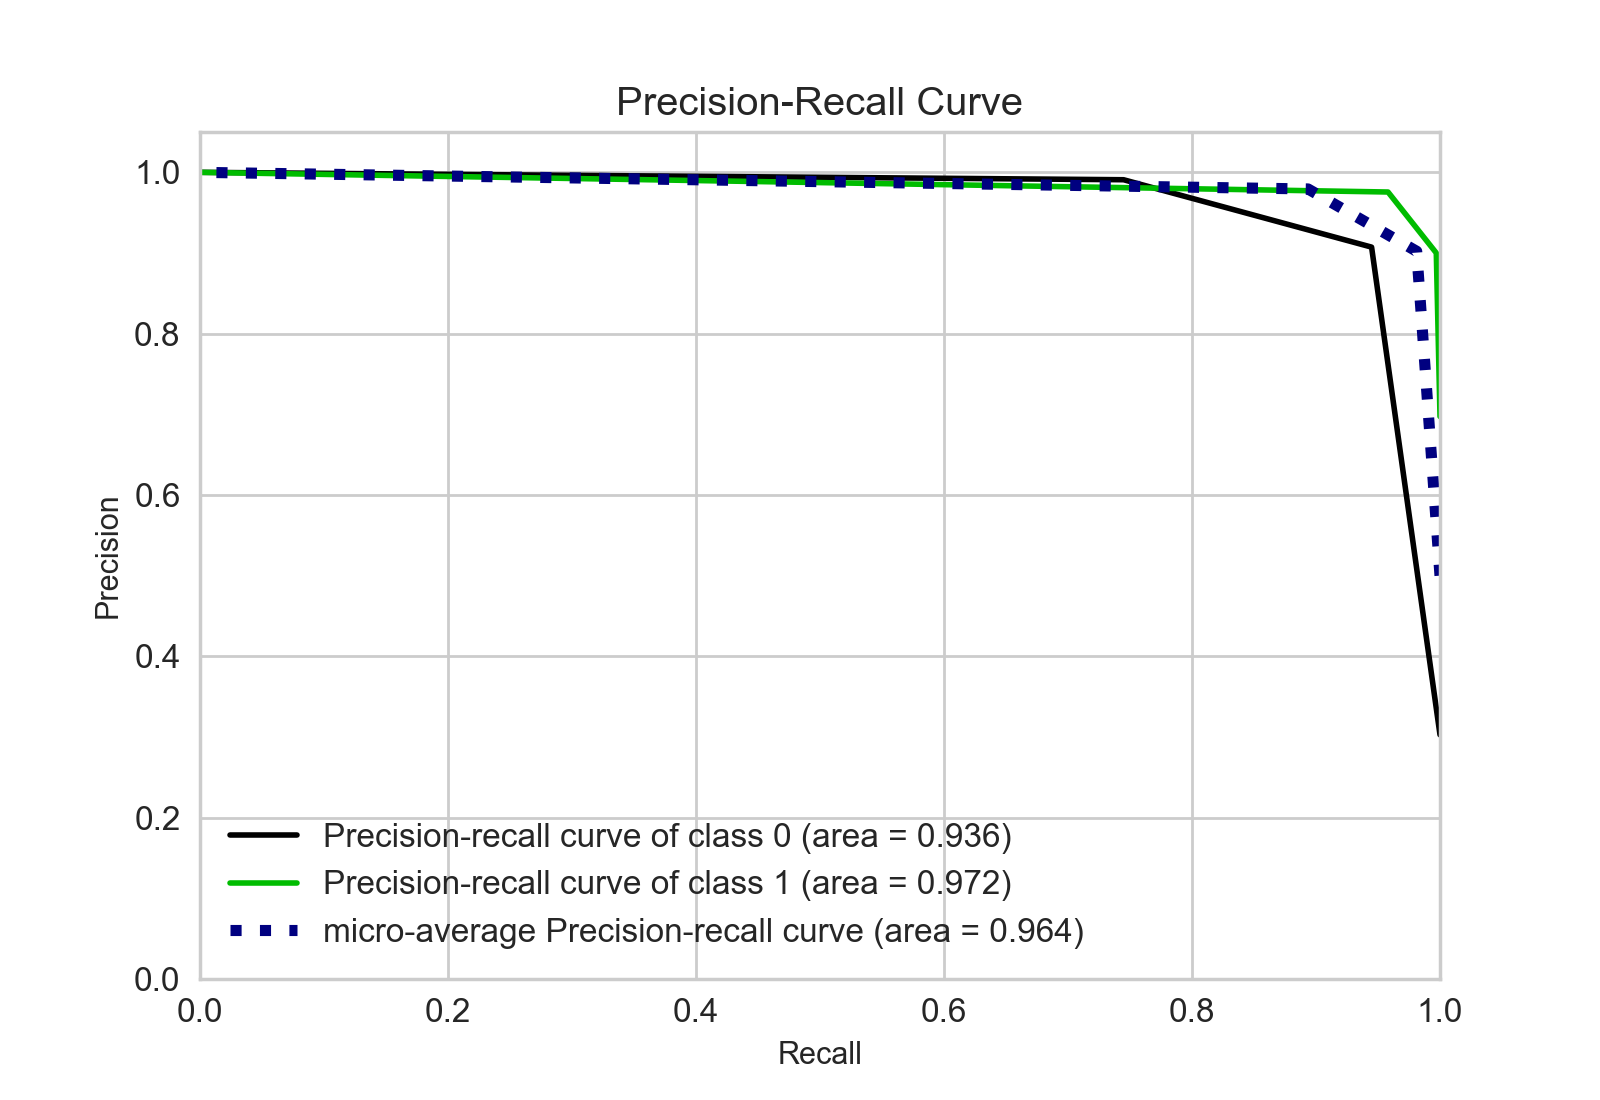 Precision-Recall Curve
1.0
0.8
0.6
0.4
0.2
0.0
Precision
Precision-recall curve of class 0 (area = 0.936)
Precision-recall curve of class 1 (area = 0.972)
micro-average Precision-recall curve (area = 0.964)
0.0 0.2 0.4 0.6 0.8 1.0
Recall